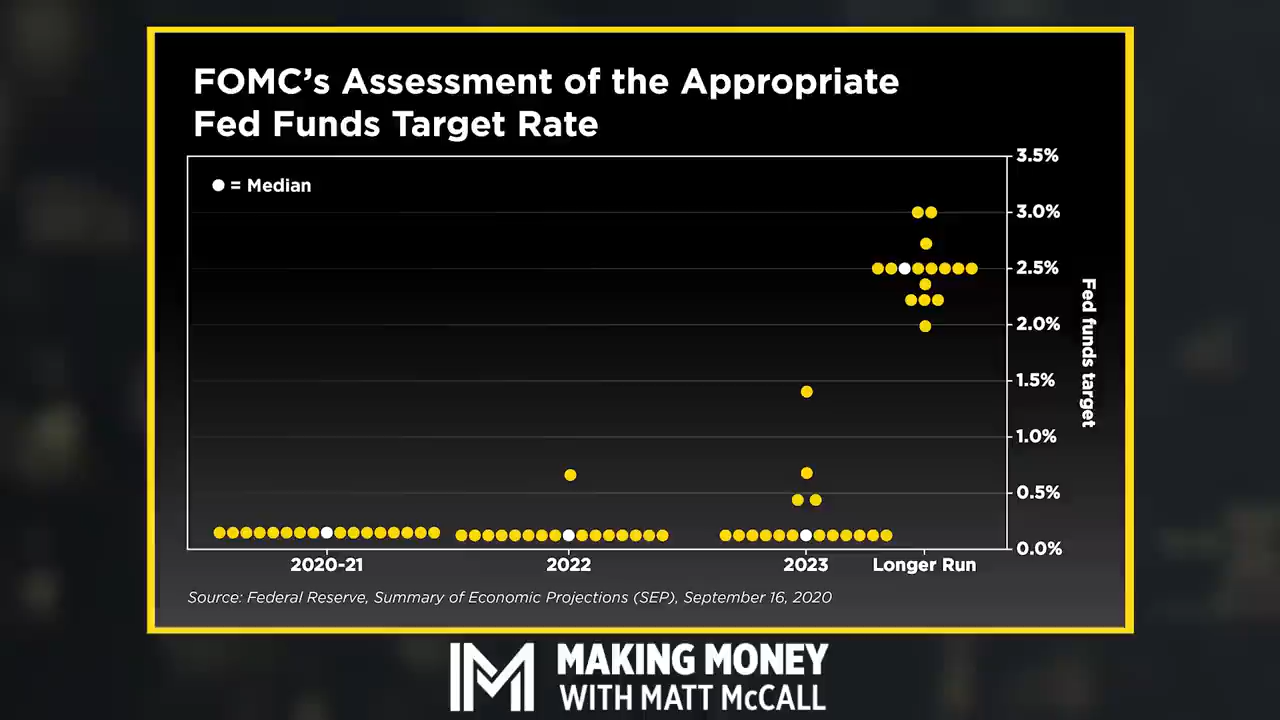 FOMC's Assessment of the Appropriate
Fed Funds Target Rate
= Median
3.5%
3.0%
2.5%
2.0%
1.5%
1.0%
0.5%
0.0%
Fed funds target
2020-21 2022 2023 Longer Run
Source: Federal Reserve, Summary of Economic Projections (SEP), September 16, 2020
MAKING MONEY
WITH MATT McCALL